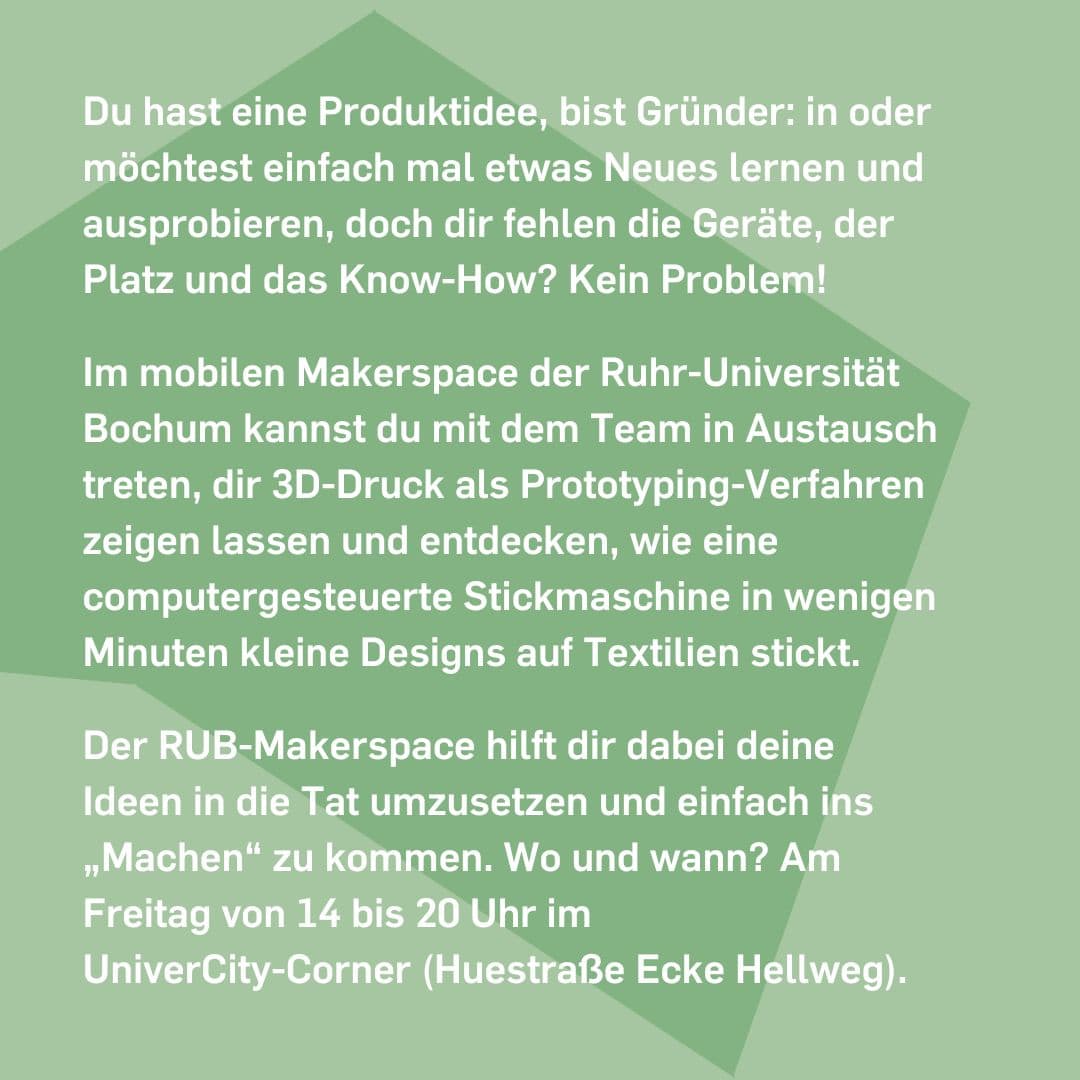 Du hast eine Produktidee, bist Gründer: in oder
möchtest einfach mal etwas Neues lernen und
ausprobieren, doch dir fehlen die Geräte, der
Platz und das Know-How? Kein Problem!
Im mobilen Makerspace der Ruhr-Universität
Bochum kannst du mit dem Team in Austausch
treten, dir 3D-Druck als Prototyping-Verfahren
zeigen lassen und entdecken, wie eine
computergesteuerte Stickmaschine in wenigen
Minuten kleine Designs auf Textilien stickt.
Der RUB-Makerspace hilft dir dabei deine
Ideen in die Tat umzusetzen und einfach ins
„Machen“ zu kommen. Wo und wann? Am
Freitag von 14 bis 20 Uhr im
UniverCity-Corner (Huestraße Ecke Hellweg).